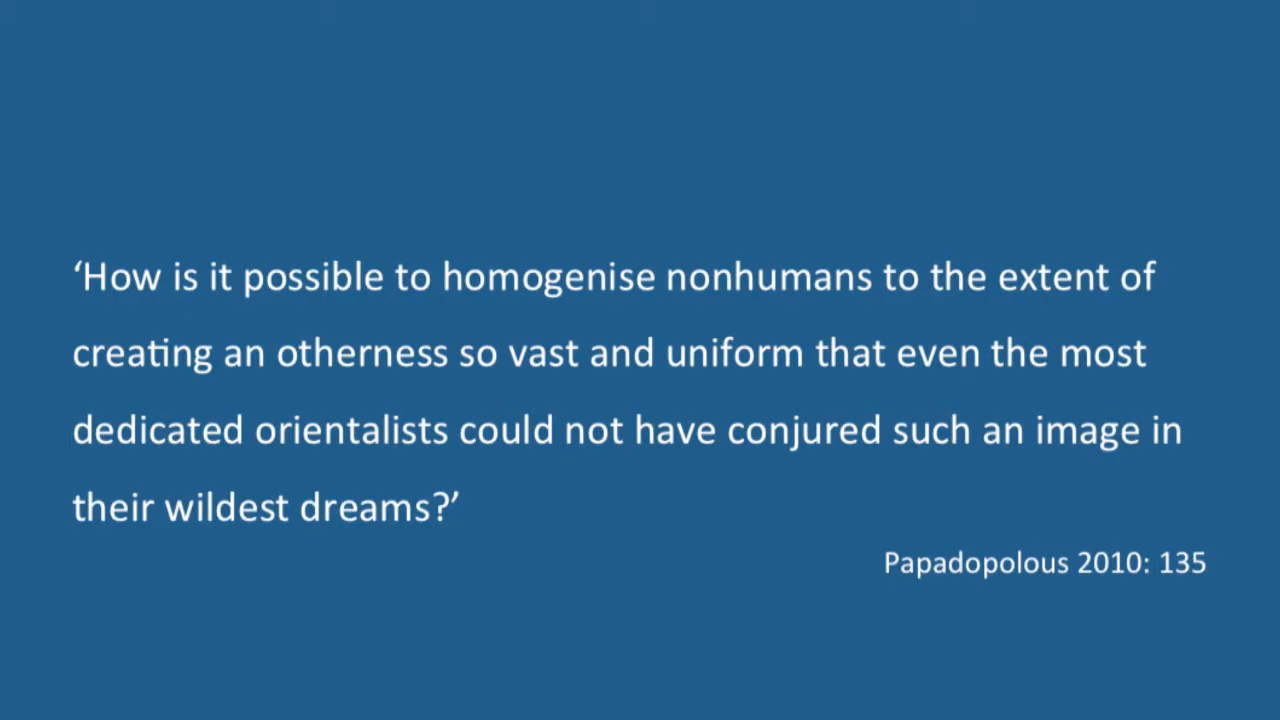 ‘How is it possible to homogenise nonhumans to the extent of
creating an otherness so vast and uniform that even the most
dedicated orientalists could not have conjured such an image in
their wildest dreams?’
Papadopolous 2010: 135